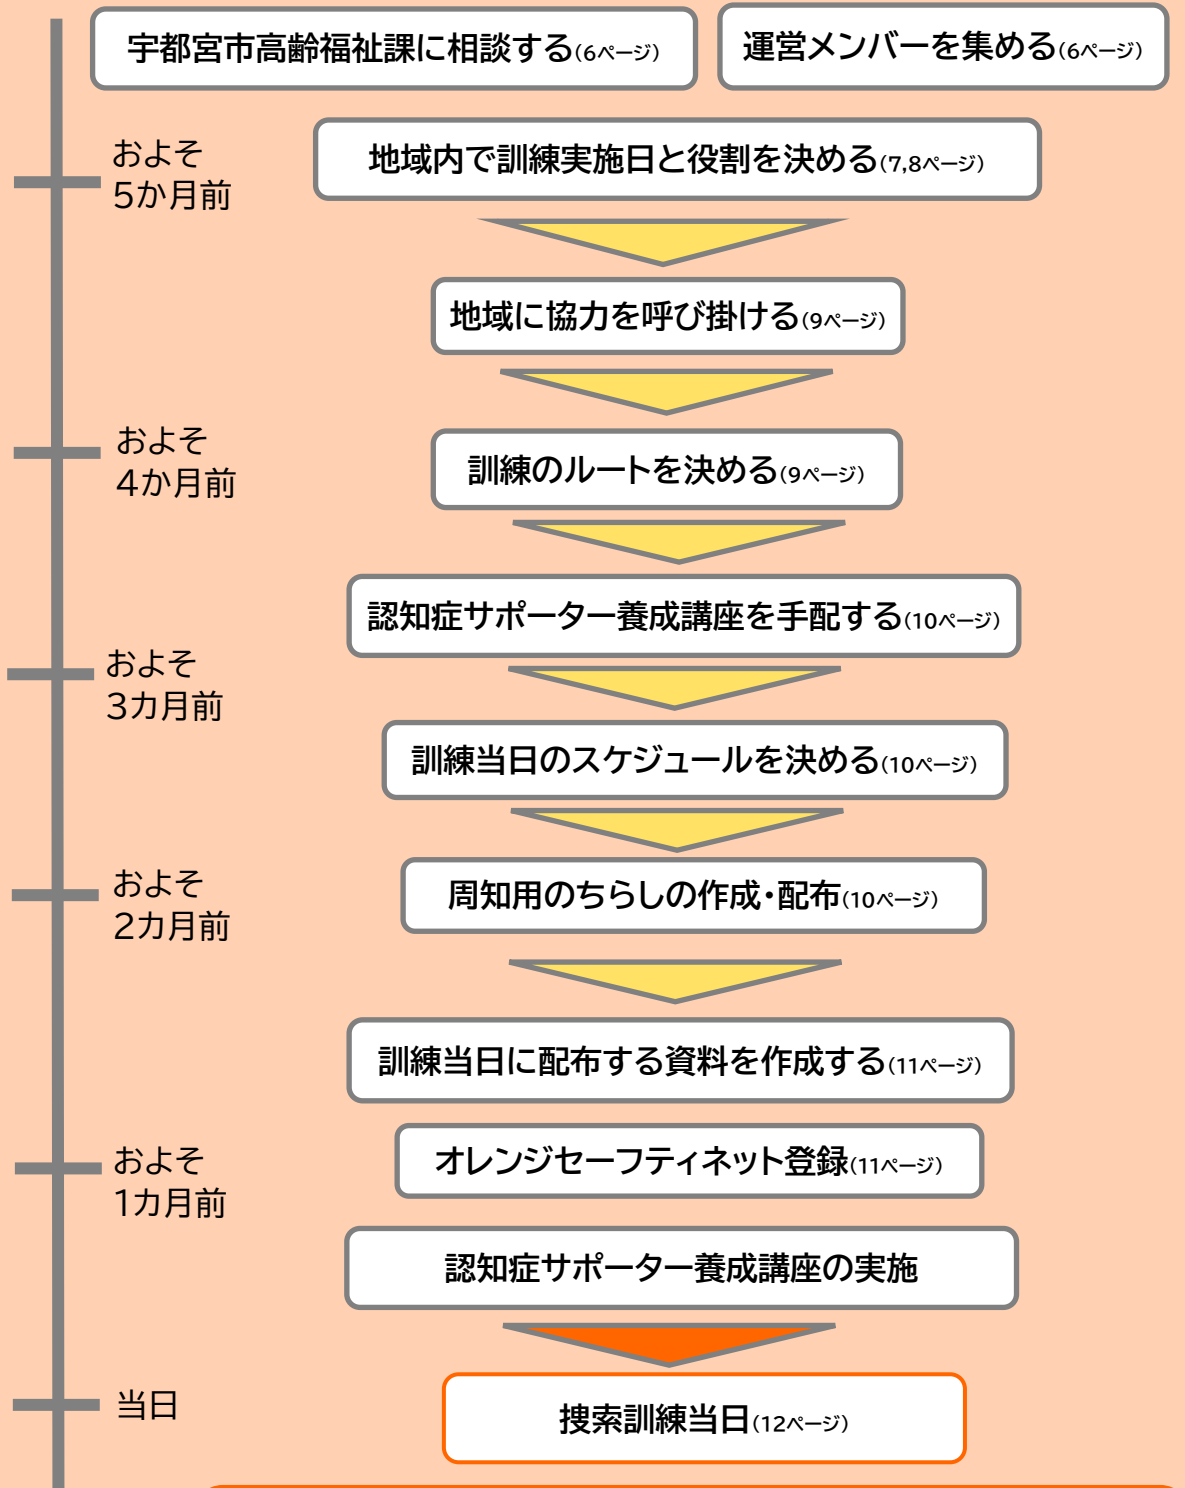 宇都宮市高齢福祉課に相談する(6ページ)
運営メンバーを集める(6ページ)
およそ
5か月前
地域内で訓練実施日と役割を決める(7,8ページ)
地域に協力を呼び掛ける(9ページ)
およそ
4か月前
訓練のルートを決める(9ページ)
認知症サポーター養成講座を手配する(10ページ)
およそ
3カ月前
訓練当日のスケジュールを決める(10ページ)
およそ
2カ月前
周知用のちらしの作成・配布(10ページ)
訓練当日に配布する資料を作成する(11ページ)
およそ
1カ月前
オレンジセーフティネット登録(11ページ)
認知症サポーター養成講座の実施
当日
捜索訓練当日(12ページ)